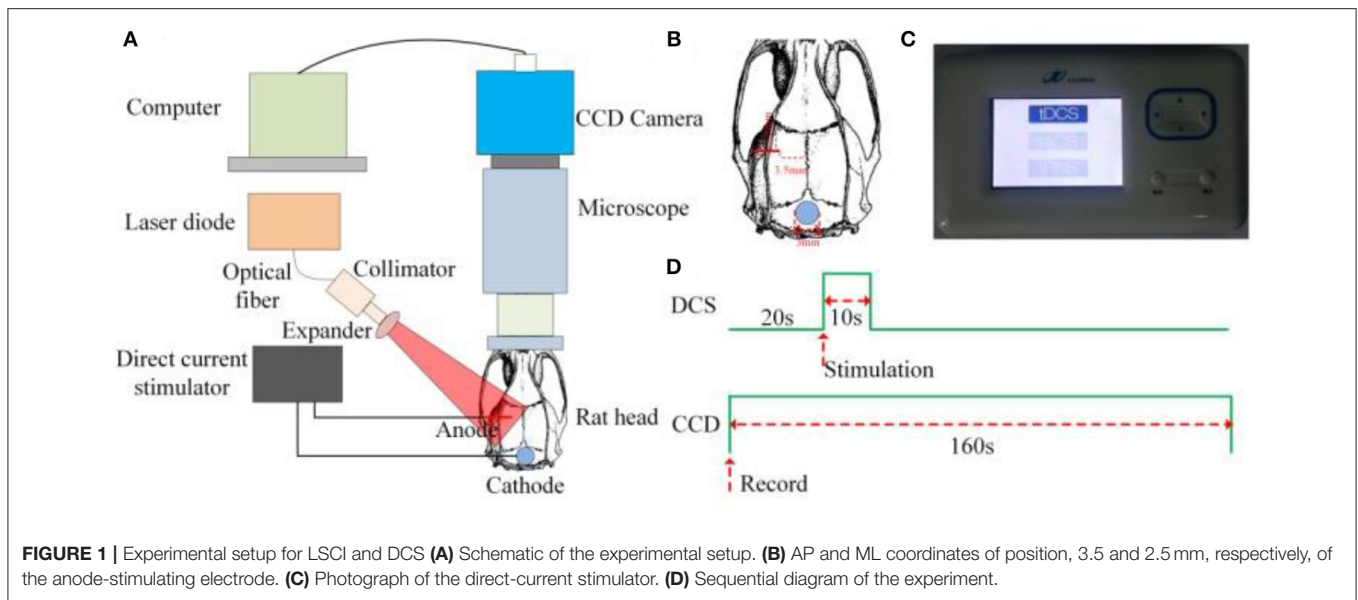 A
Computer
CCD Camera
Laser diode
Microscope
Optical
fiber
Collimator
Expander
Direct current
stimulator
Anode
Rat head
Cathode
B
3.5mm
3mm
C
tDCS
D
DCS
20s
10s
Stimulation
CCD
160s
Record
FIGURE 1 | Experimental setup for LSCI and DCS (A) Schematic of the experimental setup. (B) AP and ML coordinates of position, 3.5 and 2.5 mm, respectively, of
the anode-stimulating electrode. (C) Photograph of the direct-current stimulator. (D) Sequential diagram of the experiment.